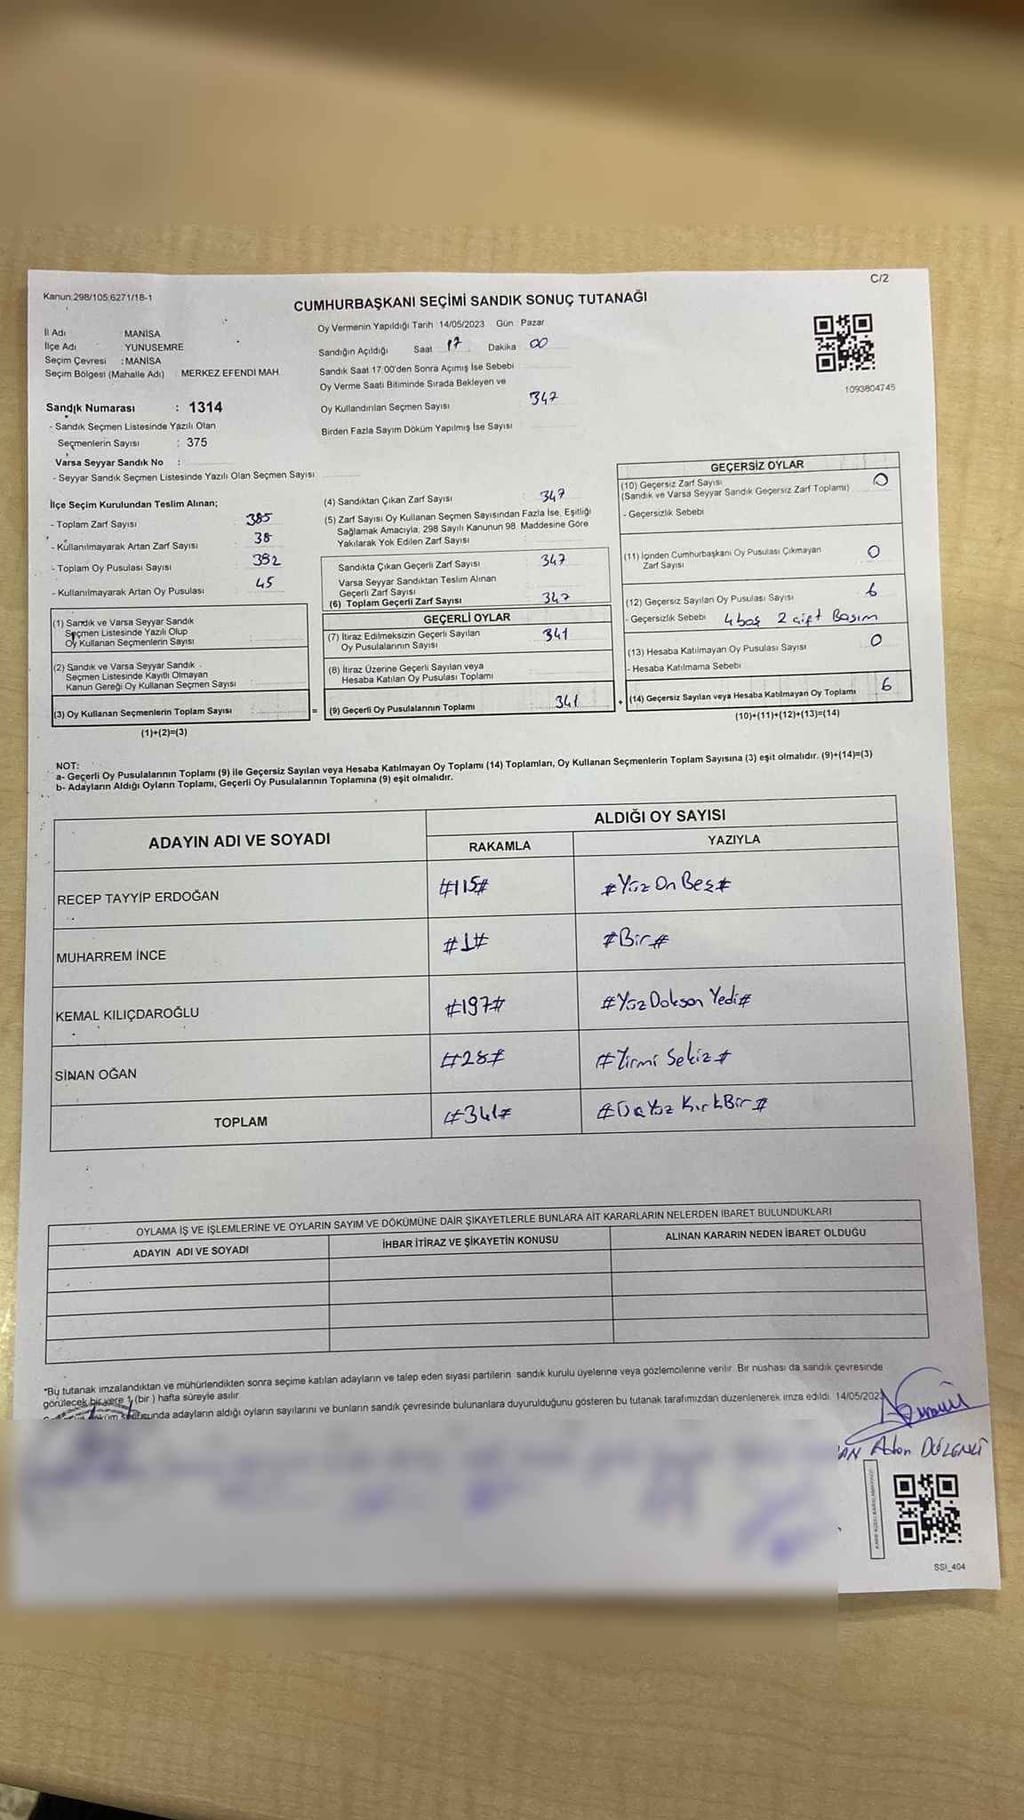 C/2
Kanun:298/105;6271/18-1
CUMHURBAŞKANI SEÇİMİ SANDIK SONUÇ TUTANAĞI
İl Adı : MANİSA
İlçe Adı : YUNUSEMRE
Seçim Çevresi : MANİSA
Seçim Bölgesi (Mahalle Adı) : MERKEZ EFENDİ MAH.
Sandık Numarası : 1314
- Sandık Seçmen Listesinde Yazılı Olan
Seçmenlerin Sayısı : 375
Varsa Seyyar Sandık No :
- Seyyar Sandık Seçmen Listesinde Yazılı Olan Seçmen Sayısı
Oy Vermenin Yapıldığı Tarih :14/05/2023 Gün : Pazar
Sandığın Açıldığı Saat 17 Dakika 00
Sandık Saat 17:00'den Sonra Açımış İse Sebebi
Oy Verme Saati Bitiminde Sırada Bekleyen ve
Oy Kullandırılan Seçmen Sayısı 347
Birden Fazla Sayım Döküm Yapılmış İse Sayısı
1093804745
İlçe Seçim Kurulundan Teslim Alınan;
- Toplam Zarf Sayısı 385
- Kullanılmayarak Artan Zarf Sayısı 38
- Toplam Oy Pusulası Sayısı 392
- Kullanılmayarak Artan Oy Pusulası 45
(1) Sandık ve Varsa Seyyar Sandık
Seçmen Listesinde Yazılı Olup
Oy Kullanan Seçmenlerin Sayısı
(2) Sandık ve Varsa Seyyar Sandık
Seçmen Listesinde Kayıtlı Olmayan
Kanun Gereği Oy Kullanan Seçmen Sayısı
(3) Oy Kullanan Seçmenlerin Toplam Sayısı
(1)+(2)=(3)
(4) Sandıktan Çıkan Zarf Sayısı 347
(5) Zarf Sayısı Oy Kullanan Seçmen Sayısından Fazla İse, Eşitliği
Sağlamak Amacıyla, 298 Sayılı Kanunun 98. Maddesine Göre
Yakılarak Yok Edilen Zarf Sayısı
Sandıkta Çıkan Geçerli Zarf Sayısı 347
Varsa Seyyar Sandıktan Teslim Alınan
Geçerli Zarf Sayısı
(6) Toplam Geçerli Zarf Sayısı 347
GEÇERLİ OYLAR
(7) İtiraz Edilmeksizin Geçerli Sayılan
Oy Pusulalarının Sayısı 341
(8) İtiraz Üzerine Geçerli Sayılan veya
Hesaba Katılan Oy Pusulası Toplamı
= (9) Geçerli Oy Pusulalarının Toplamı 341
GEÇERSİZ OYLAR
(10) Geçersiz Zarf Sayısı 0
(Sandık ve Varsa Seyyar Sandık Geçersiz Zarf Toplamı)
- Geçersizlik Sebebi
(11) İçinden Cumhurbaşkanı Oy Pusulası Çıkmayan
Zarf Sayısı 0
(12) Geçersiz Sayılan Oy Pusulası Sayısı 6
- Geçersizlik Sebebi 4 boş 2 çift Basım
(13) Hesaba Katılmayan Oy Pusulası Sayısı 0
- Hesaba Katılmama Sebebi
+ (14) Geçersiz Sayılan veya Hesaba Katılmayan Oy Toplamı 6
(10)+(11)+(12)+(13)=(14)
NOT:
a- Geçerli Oy Pusulalarının Toplamı (9) ile Geçersiz Sayılan veya Hesaba Katılmayan Oy Toplamı (14) Toplamları, Oy Kullanan Seçmenlerin Toplam Sayısına (3) eşit olmalıdır. (9)+(14)=(3)
b- Adayların Aldığı Oyların Toplamı, Geçerli Oy Pusulalarının Toplamına (9) eşit olmalıdır.
ADAYIN ADI VE SOYADI ALDIĞI OY SAYISI
RAKAMLA YAZIYLA
RECEP TAYYİP ERDOĞAN #115# #Yüz On Beş#
MUHARREM İNCE #1# #Bir#
KEMAL KILIÇDAROĞLU #197# #Yüz Doksan Yedi#
SİNAN OĞAN #28# #Yirmi Sekiz#
TOPLAM #341# #Üç Yüz Kırk Bir#
OYLAMA İŞ VE İŞLEMLERİNE VE OYLARIN SAYIM VE DÖKÜMÜNE DAİR ŞİKAYETLERLE BUNLARA AİT KARARLARIN NELERDEN İBARET BULUNDUKLARI
ADAYIN ADI VE SOYADI İHBAR İTİRAZ VE ŞİKAYETİN KONUSU ALINAN KARARIN NEDEN İBARET OLDUĞU
*Bu tutanak imzalandıktan ve mühürlendikten sonra seçime katılan adayların ve talep eden siyasi partilerin sandık kurulu üyelerine veya gözlemcilerine verilir. Bir nüshası da sandık çevresinde
görülecek bir yere 1 (bir) hafta süreyle asılır.
adayların aldığı oyların sayılarını ve bunların sandık çevresinde bulunanlara duyurulduğunu gösteren bu tutanak tarafımızdan düzenlenerek imza edildi. 14/05/2023
SSI_404